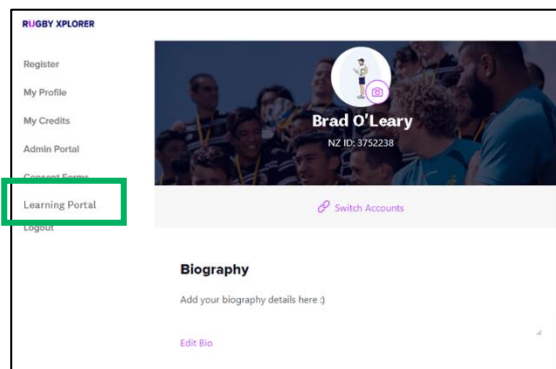 RUGBY XPLORER
Register
My Profile
My Credits
Admin Portal
Consent Forms
Learning Portal
Logout
Brad O'Leary
NZ ID: 3752238
Switch Accounts
Biography
Add your biography details here :)
Edit Bio